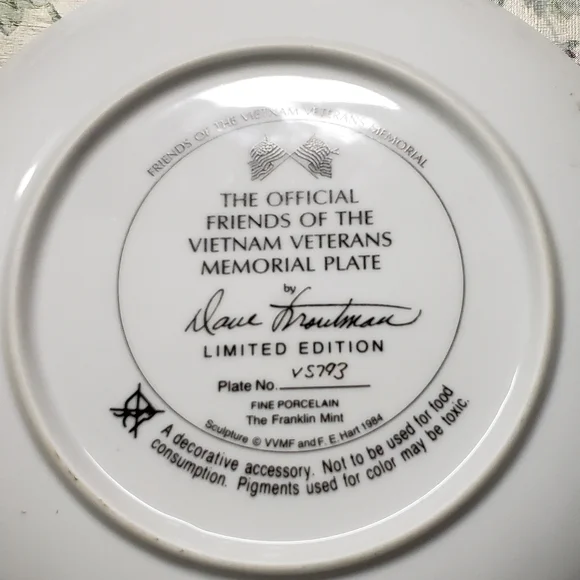 FRIENDS OF THE VIETNAM VETERANS MEMORIAL
THE OFFICIAL
FRIENDS OF THE
VIETNAM VETERANS
MEMORIAL PLATE
by
Dave Troutman
LIMITED EDITION
Plate No. V5793
FINE PORCELAIN
The Franklin Mint
Sculpture © VVMF and F. E. Hart 1984
A decorative accessory. Not to be used for food
consumption. Pigments used for color may be toxic.